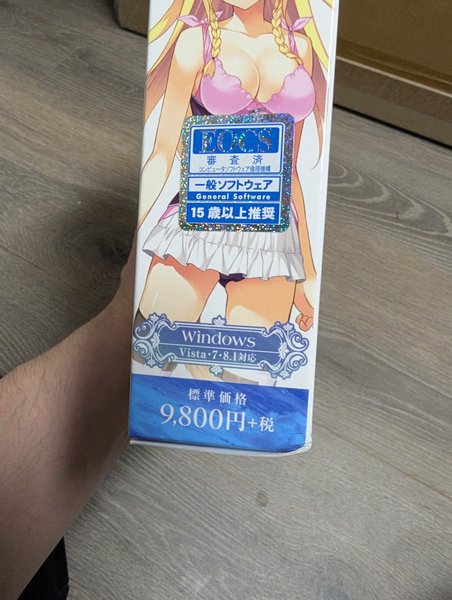 EOCS
審査済
コンピュータソフトウェア倫理機構
一般ソフトウェア
General Software
15歳以上推奨
Windows
Vista・7・8.1対応
標準価格
9,800円+税